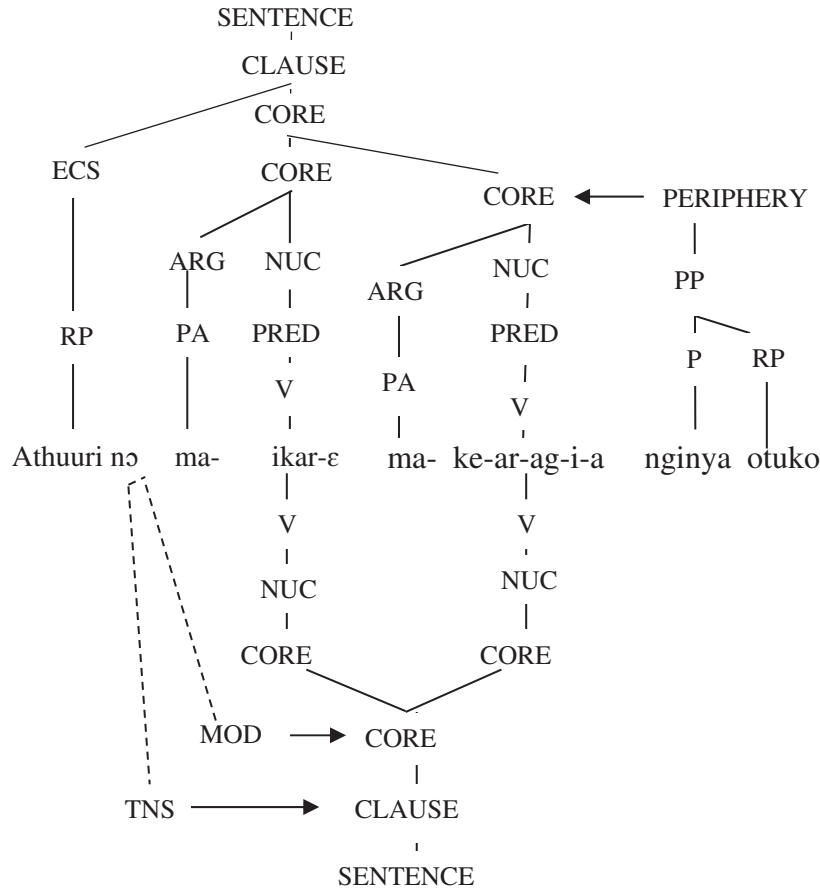 SENTENCE
CLAUSE
CORE
ECS CORE CORE PERIPHERY
ARG NUC ARG NUC PP
RP PA PRED PA PRED P RP
V V
Athuuri nɔ ma- ikar-ɛ ma- ke-ar-ag-i-a nginya otuko
V V
NUC NUC
CORE CORE
MOD CORE
TNS CLAUSE
SENTENCE